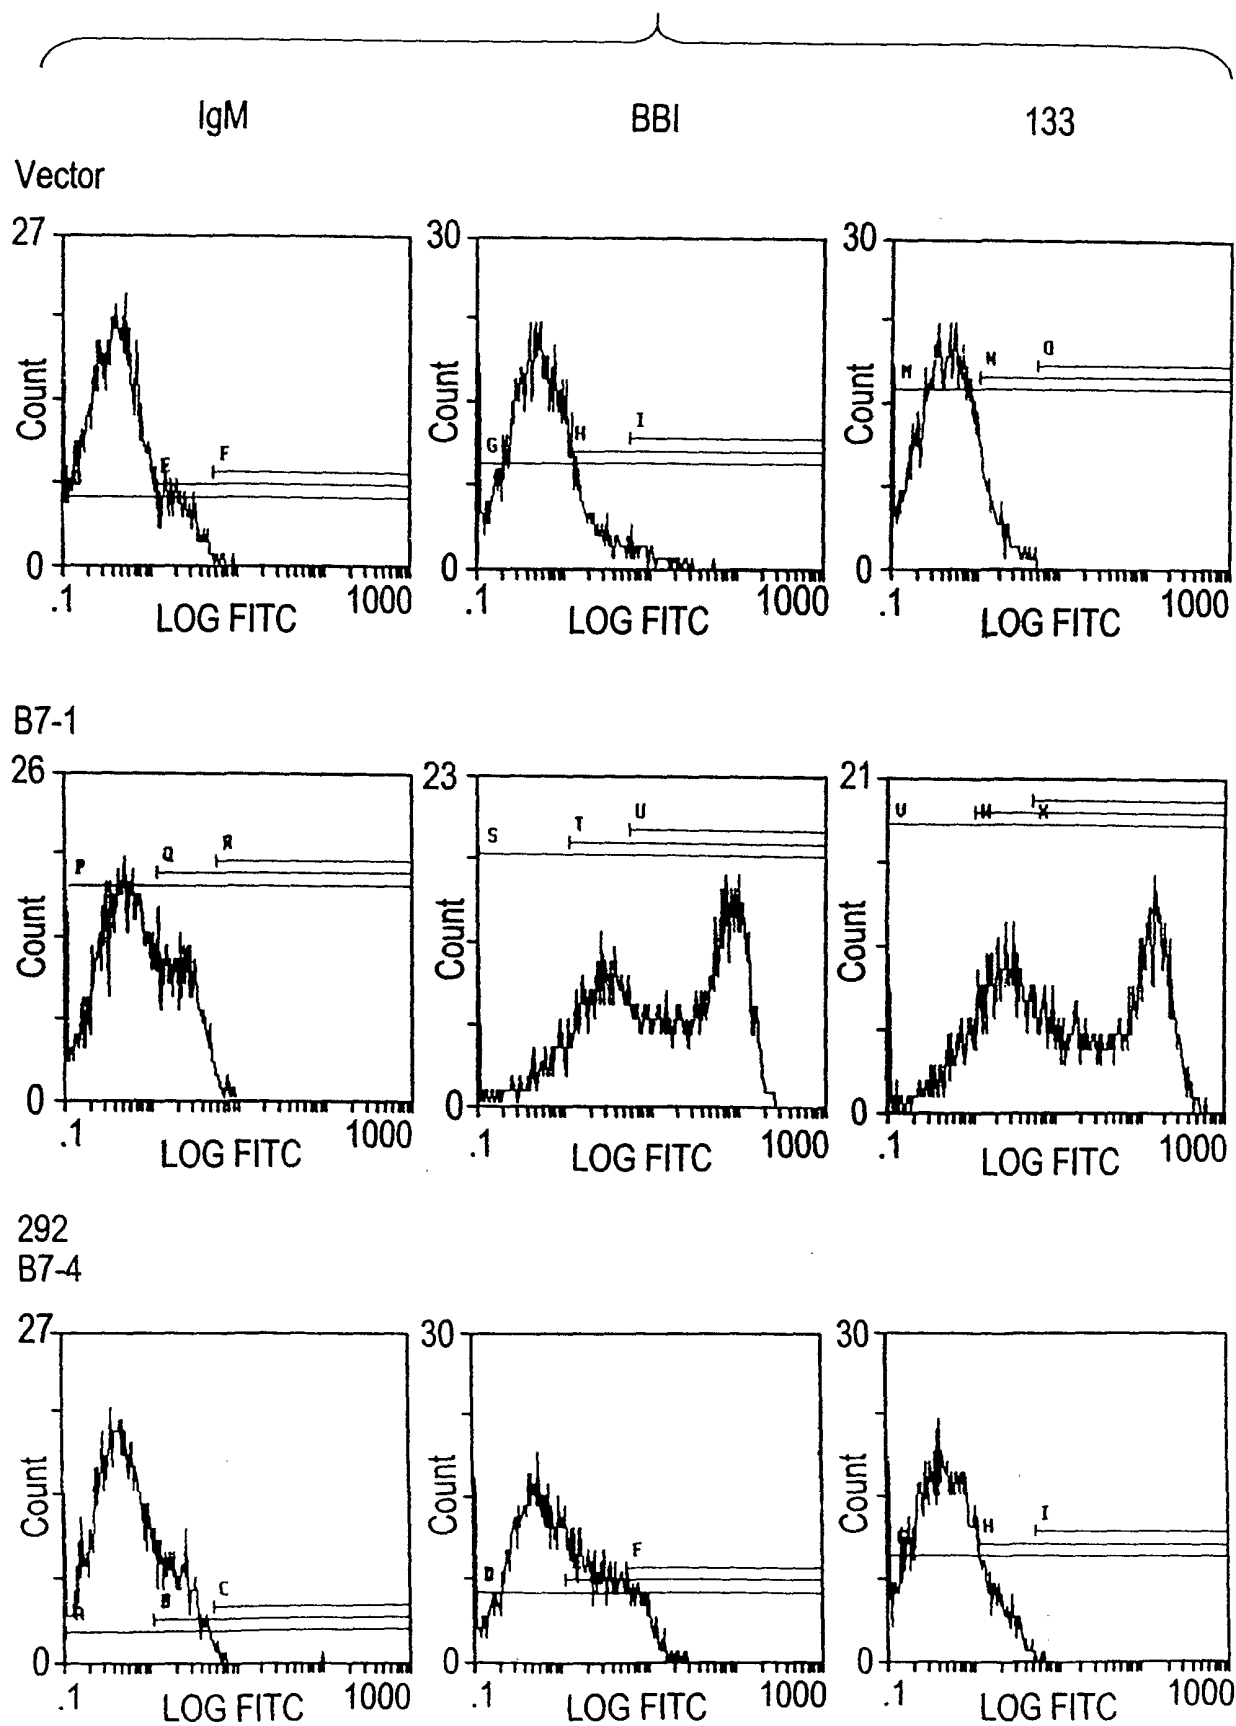 IgM BBI 133
Vector
27 30 30
Count Count Count
E F G H I M N O
0 0 0
.1 1000 .1 1000 .1 1000
LOG FITC LOG FITC LOG FITC
B7-1
26 23 21
Count Count Count
P Q R S T U V W X
0 0 0
.1 1000 .1 1000 .1 1000
LOG FITC LOG FITC LOG FITC
292
B7-4
27 30 30
Count Count Count
A B C D F H I
0 0 0
.1 1000 .1 1000 .1 1000
LOG FITC LOG FITC LOG FITC